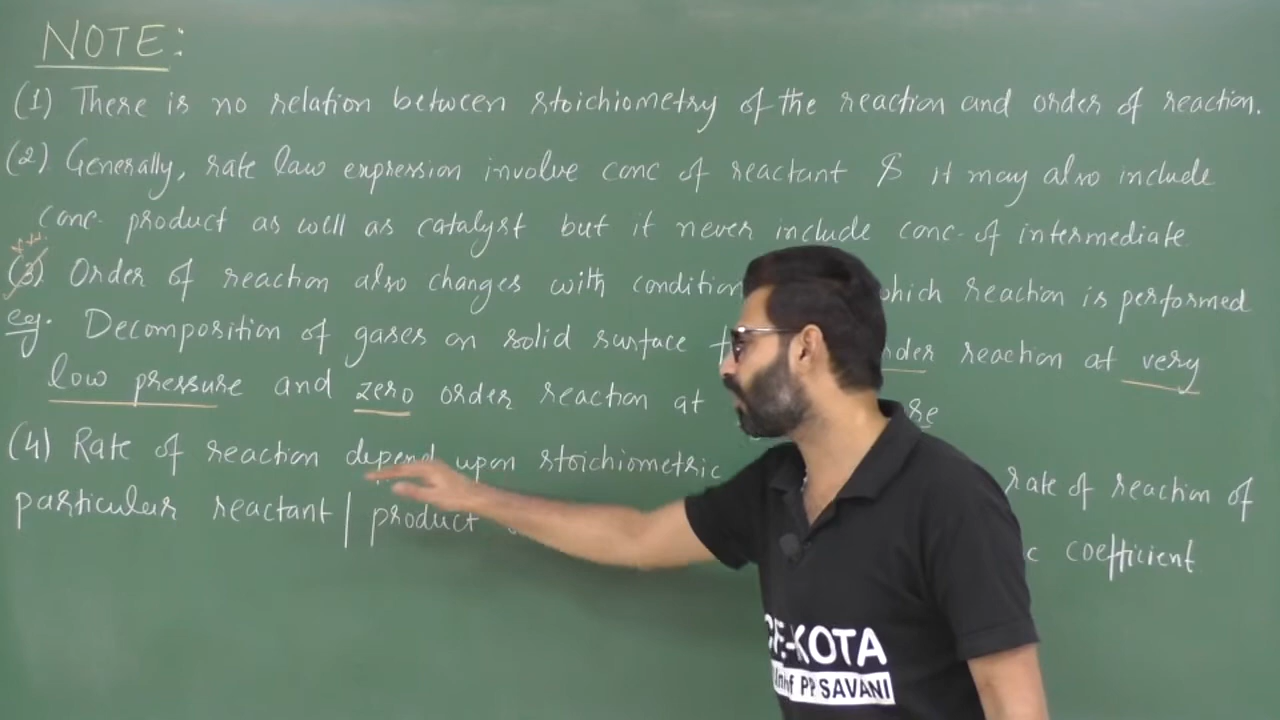 NOTE:
(1) There is no relation between stoichiometry of the reaction and order of reaction.
(2) Generally, rate law expression involve conc of reactant & it may also include
conc. product as well as catalyst but it never include conc. of intermediate
(3) Order of reaction also changes with condition which reaction is performed
eg. Decomposition of gases on solid surface reaction at very
low pressure and zero order reaction at
(4) Rate of reaction depend upon stoichiometric rate of reaction of
particular reactant | product coefficient
KOTA
PP SAVANI